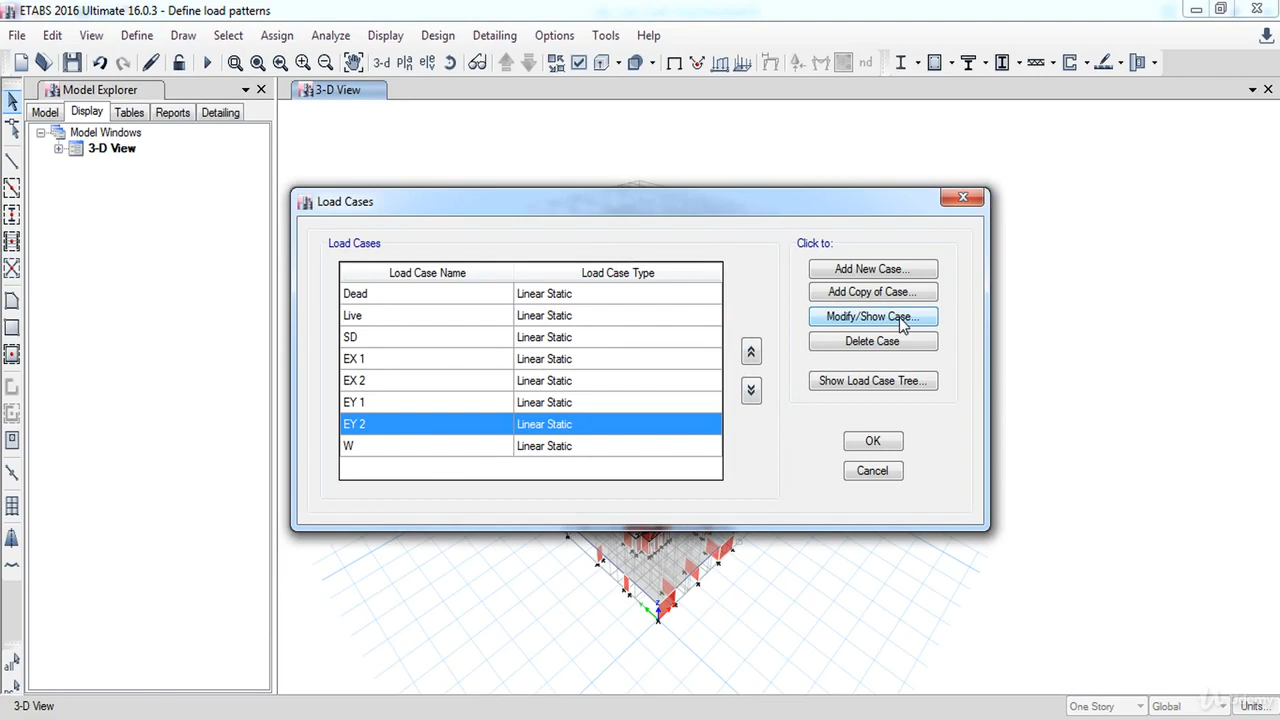 ETABS 2016 Ultimate 16.0.3 - Define load patterns
File Edit View Define Draw Select Assign Analyze Display Design Detailing Options Tools Help
3-d
nd
Model Explorer
3-D View
Model Display Tables Reports Detailing
Model Windows
3-D View
Load Cases
Load Cases
Click to:
Load Case Name Load Case Type
Dead Linear Static
Live Linear Static
SD Linear Static
EX 1 Linear Static
EX 2 Linear Static
EY 1 Linear Static
EY 2 Linear Static
W Linear Static
Add New Case...
Add Copy of Case...
Modify/Show Case...
Delete Case
Show Load Case Tree...
OK
Cancel
all
3-D View
One Story
Global
Units...
Udemy